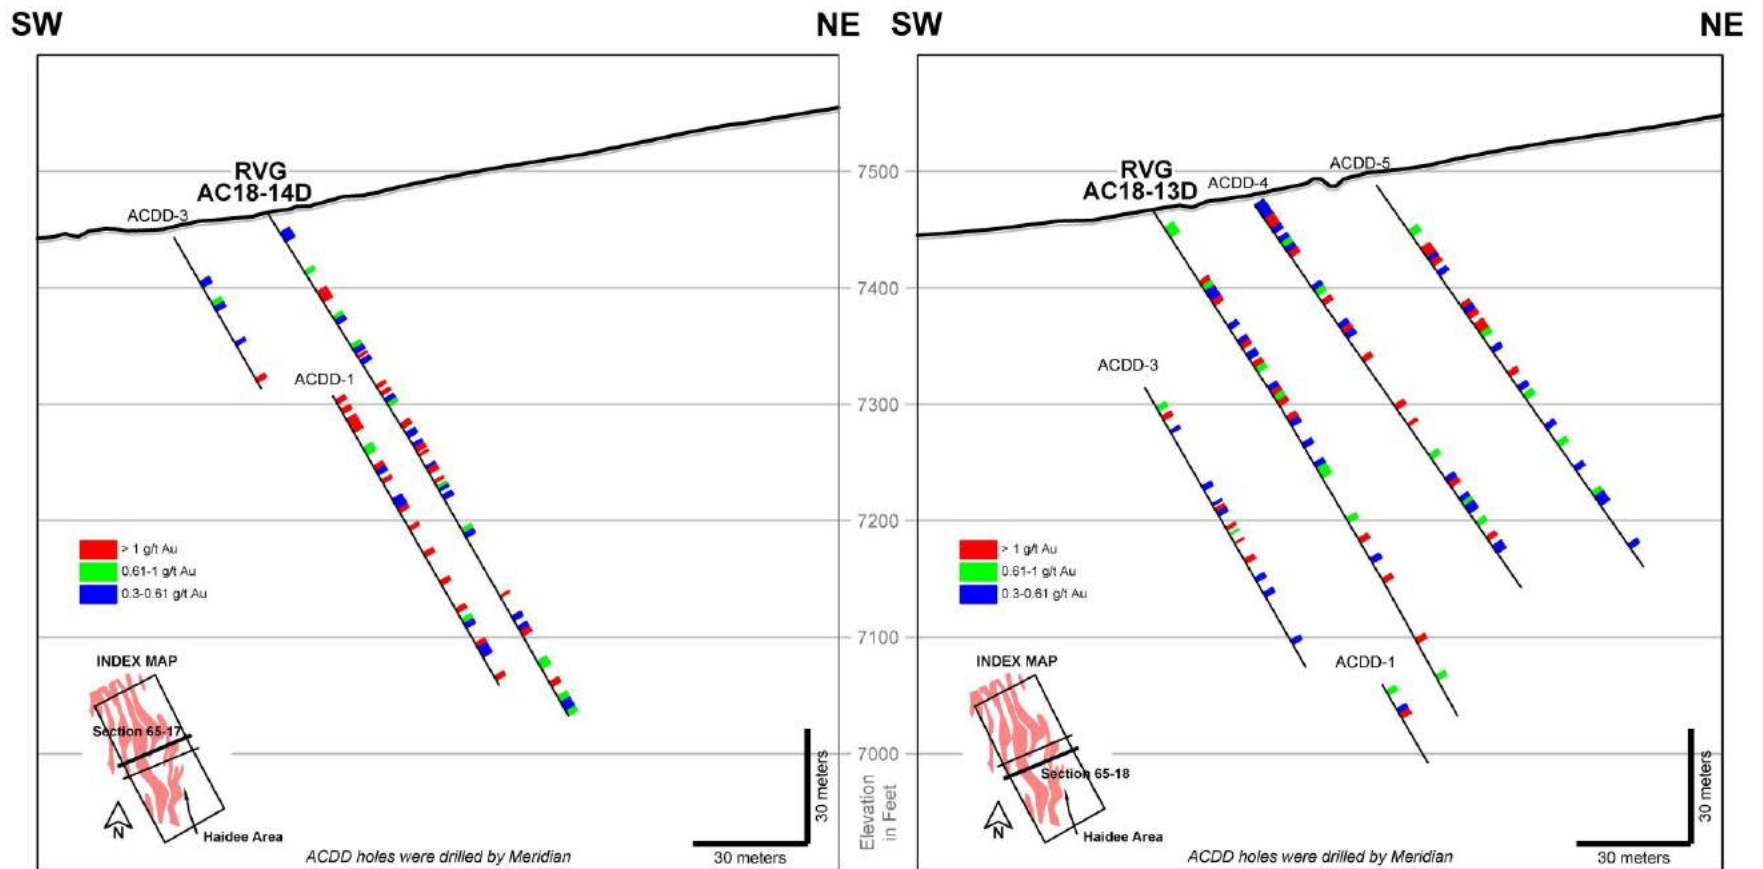 SW
NE
SW
NE
RVG
AC18-14D
ACDD-3
ACDD-1
> 1 g/t Au
0.61-1 g/t Au
0.3-0.61 g/t Au
INDEX MAP
Section 65-17
N
Haidee Area
30 meters
30 meters
ACDD holes were drilled by Meridian
7500
7400
7300
7200
7100
7000
Elevation
in Feet
RVG
AC18-13D
ACDD-4
ACDD-5
ACDD-3
ACDD-1
> 1 g/t Au
0.61-1 g/t Au
0.3-0.61 g/t Au
INDEX MAP
Section 65-18
N
Haidee Area
30 meters
30 meters
ACDD holes were drilled by Meridian